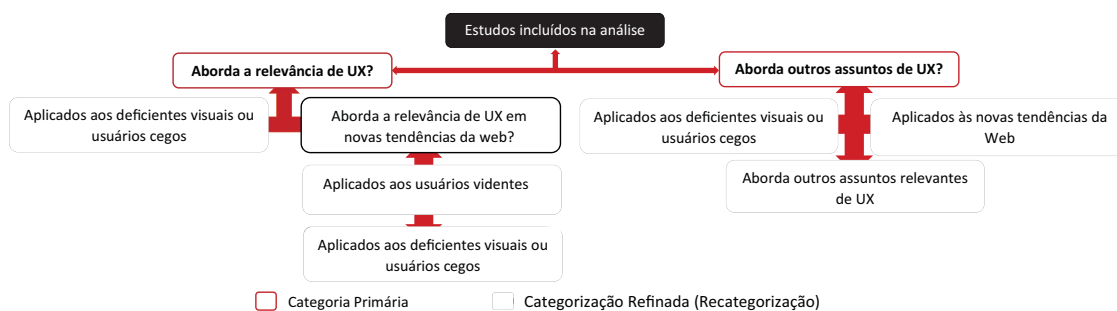 Estudos incluídos na análise
Aborda a relevância de UX?
Aborda outros assuntos de UX?
Aplicados aos deficientes visuais ou
usuários cegos
Aborda a relevância de UX em
novas tendências da web?
Aplicados aos deficientes visuais ou
usuários cegos
Aplicados às novas tendências da
Web
Aplicados aos usuários videntes
Aborda outros assuntos relevantes
de UX
Aplicados aos deficientes visuais ou
usuários cegos
Categoria Primária
Categorização Refinada (Recategorização)